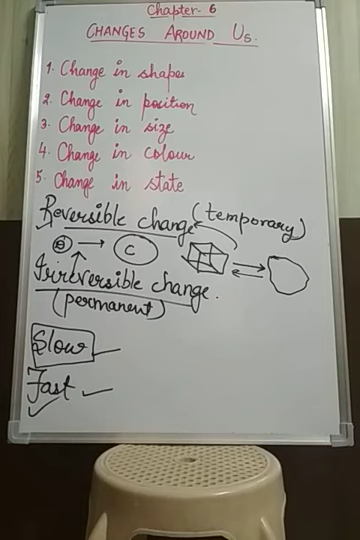 Chapter- 6
CHANGES AROUND US.
1. Change in shapes
2. Change in position
3. Change in size
4. Change in colour
5. Change in state
Reversible change (temporary)
B → C
Irreversible change.
(permanent)
Slow
Fast